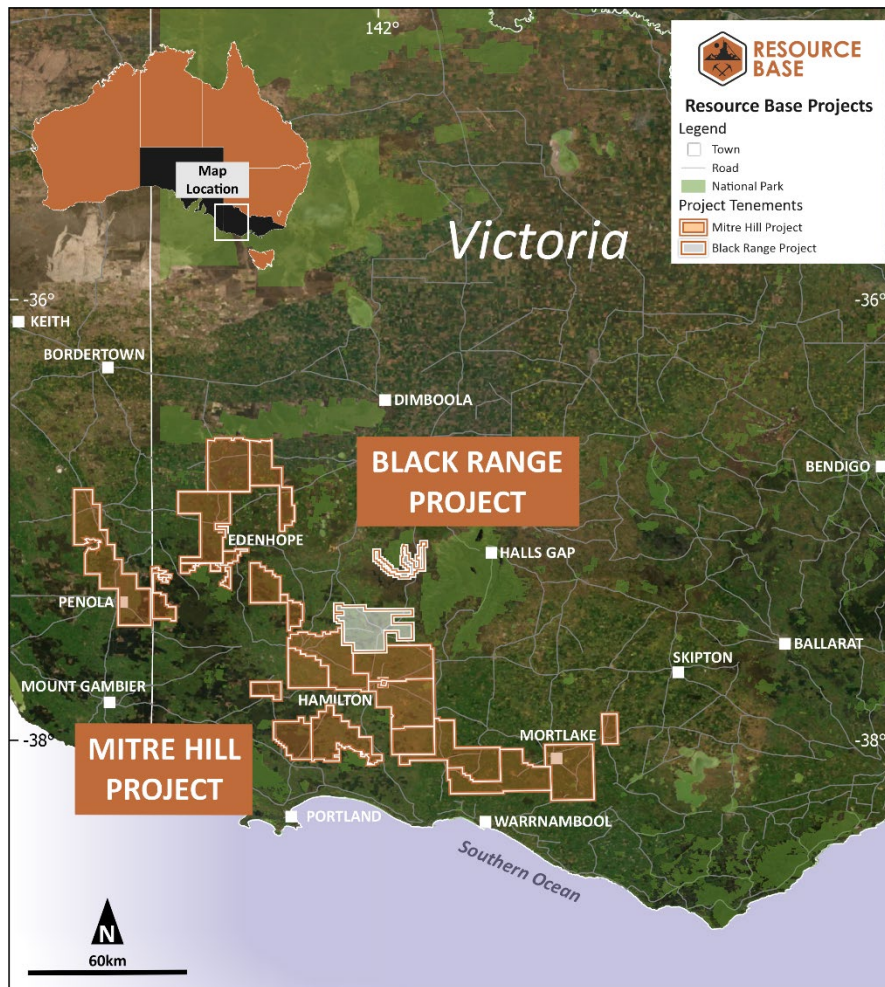 142°
RESOURCE
BASE
Resource Base Projects
Legend
Town
Road
National Park
Project Tenements
Mitre Hill Project
Black Range Project
Map
Location
Victoria
-36°
-36°
KEITH
BORDERTOWN
DIMBOOLA
BLACK RANGE
PROJECT
BENDIGO
EDENHOPE
HALLS GAP
PENOLA
BALLARAT
SKIPTON
MOUNT GAMBIER
HAMILTON
MORTLAKE
-38°
-38°
MITRE HILL
PROJECT
PORTLAND
WARRNAMBOOL
Southern Ocean
N
60km